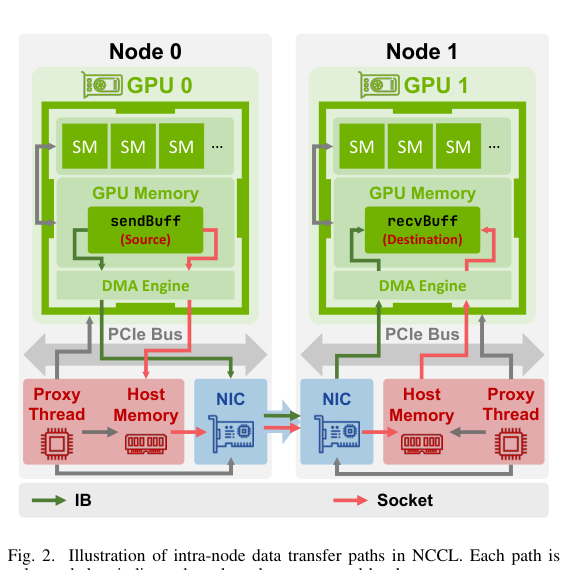 Node 0
GPU 0
SM SM SM ...
GPU Memory
sendBuff
(Source)
DMA Engine
PCIe Bus
Proxy
Thread
Host
Memory
NIC
Node 1
GPU 1
SM SM SM ...
GPU Memory
recvBuff
(Destination)
DMA Engine
PCIe Bus
NIC
Host
Memory
Proxy
Thread
IB
Socket
Fig. 2. Illustration of intra-node data transfer paths in NCCL. Each path is